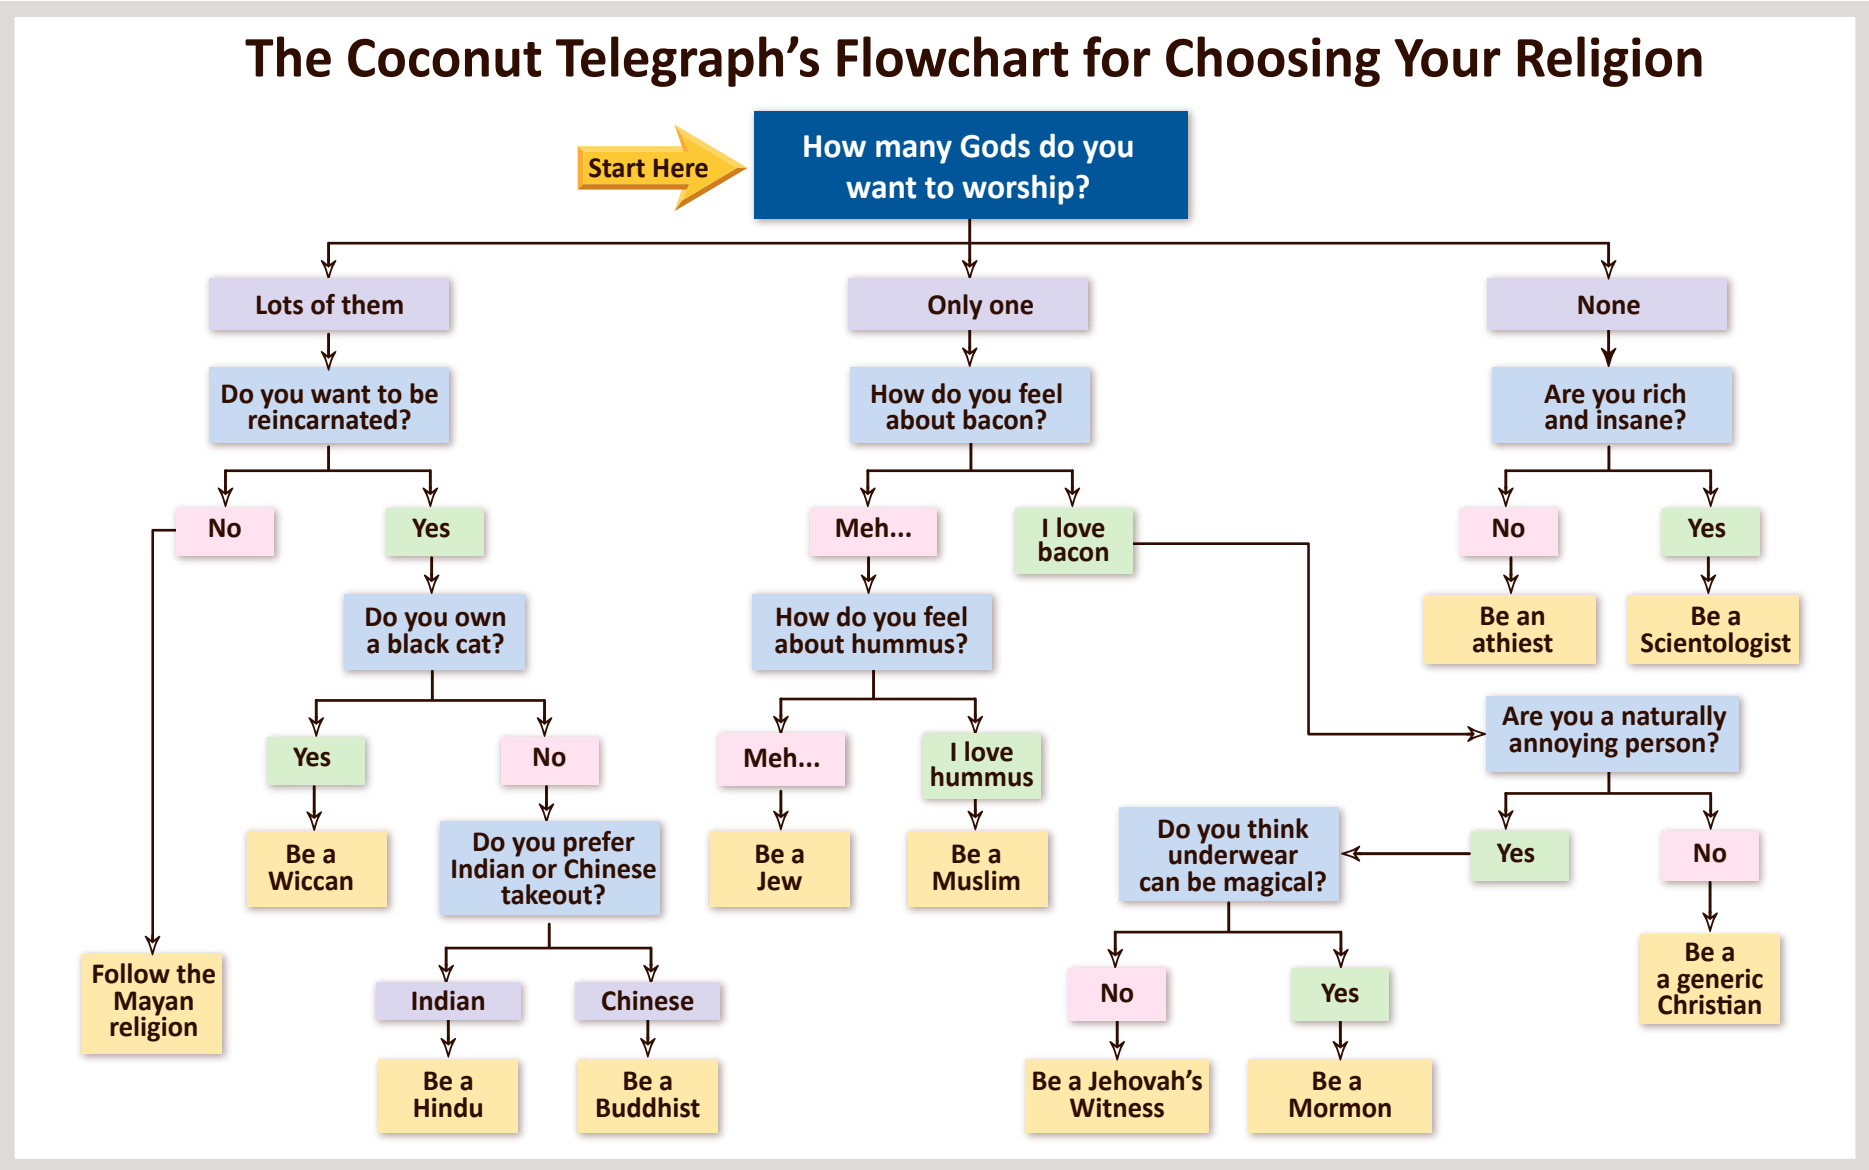 The Coconut Telegraph's Flowchart for Choosing Your Religion
Start Here
How many Gods do you
want to worship?
Lots of them
Only one
None
Do you want to be
reincarnated?
How do you feel
about bacon?
Are you rich
and insane?
No
Yes
Meh...
I love
bacon
No
Yes
Do you own
a black cat?
How do you feel
about hummus?
Be an
athiest
Be a
Scientologist
Yes
No
Meh...
I love
hummus
Are you a naturally
annoying person?
Be a
Wiccan
Do you prefer
Indian or Chinese
takeout?
Be a
Jew
Be a
Muslim
Do you think
underwear
can be magical?
Yes
No
Follow the
Mayan
religion
Indian
Chinese
No
Yes
Be a
a generic
Christian
Be a
Hindu
Be a
Buddhist
Be a Jehovah's
Witness
Be a
Mormon